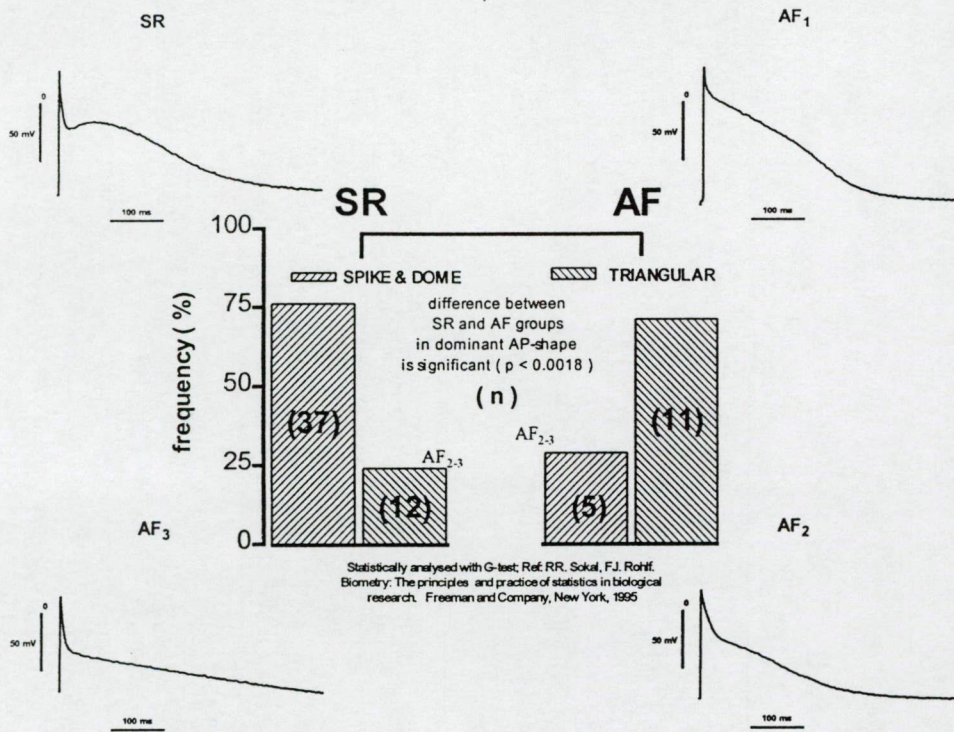 SR
AF₁
0
50 mV
100 ms
0
50 mV
100 ms
SR AF
100
75
50
25
0
frequency ( % )
SPIKE & DOME
TRIANGULAR
difference between
SR and AF groups
in dominant AP-shape
is significant ( p < 0.0018 )
( n )
(37)
(12)
AF₂₋₃
AF₂₋₃
(5)
(11)
Statistically analysed with G-test; Ref: RR. Sokal, F.J. Rohlf.
Biometry: The principles and practice of statistics in biological
research. Freeman and Company, New York, 1995
AF₃
0
50 mV
100 ms
AF₂
0
50 mV
100 ms